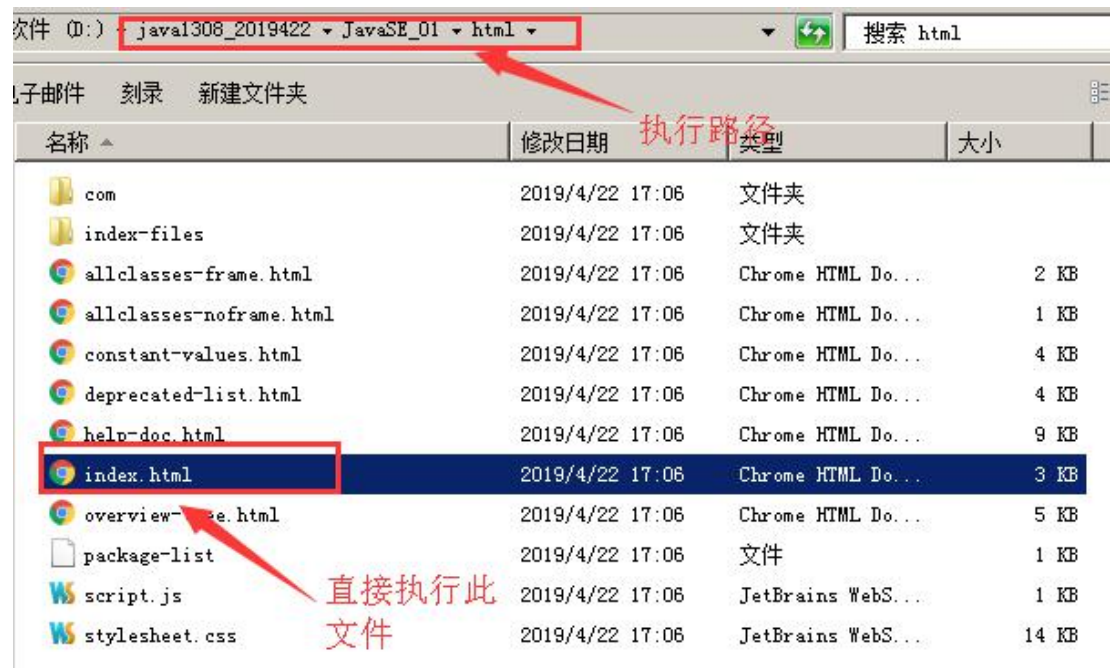 软件 (D:) java1308_2019422 JavaSE_01 html 搜索 html
子邮件 刻录 新建文件夹
执行路径
名称 修改日期 类型 大小
com 2019/4/22 17:06 文件夹
index-files 2019/4/22 17:06 文件夹
allclasses-frame.html 2019/4/22 17:06 Chrome HTML Do... 2 KB
allclasses-noframe.html 2019/4/22 17:06 Chrome HTML Do... 1 KB
constant-values.html 2019/4/22 17:06 Chrome HTML Do... 4 KB
deprecated-list.html 2019/4/22 17:06 Chrome HTML Do... 4 KB
help-doc.html 2019/4/22 17:06 Chrome HTML Do... 9 KB
index.html 2019/4/22 17:06 Chrome HTML Do... 3 KB
overview-tree.html 2019/4/22 17:06 Chrome HTML Do... 5 KB
package-list 2019/4/22 17:06 文件 1 KB
script.js 2019/4/22 17:06 JetBrains WebS... 1 KB
stylesheet.css 2019/4/22 17:06 JetBrains WebS... 14 KB
直接执行此
文件